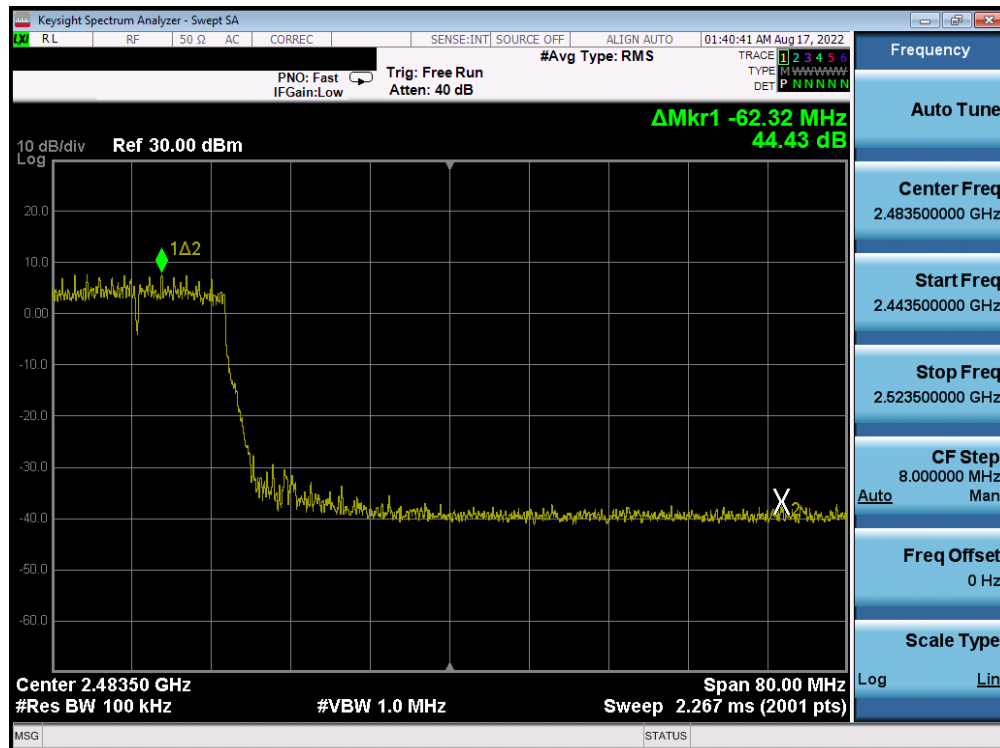 Keysight Spectrum Analyzer - Swept SA
LXI RL RF 50 Ω AC CORREC SENSE:INT SOURCE OFF ALIGN AUTO 01:40:41 AM Aug 17, 2022
#Avg Type: RMS
TRACE 1 2 3 4 5 6
PNO: Fast Trig: Free Run
TYPE M WWWWW
IFGain:Low Atten: 40 dB
DET P N N N N N
ΔMkr1 -62.32 MHz
44.43 dB
10 dB/div Ref 30.00 dBm
Log
20.0
1Δ2
10.0
0.00
-10.0
-20.0
-30.0
X2
-40.0
-50.0
-60.0
Center 2.48350 GHz Span 80.00 MHz
#Res BW 100 kHz #VBW 1.0 MHz Sweep 2.267 ms (2001 pts)
MSG STATUS
Frequency
Auto Tune
Center Freq
2.483500000 GHz
Start Freq
2.443500000 GHz
Stop Freq
2.523500000 GHz
CF Step
8.000000 MHz
Auto Man
Freq Offset
0 Hz
Scale Type
Log Lin